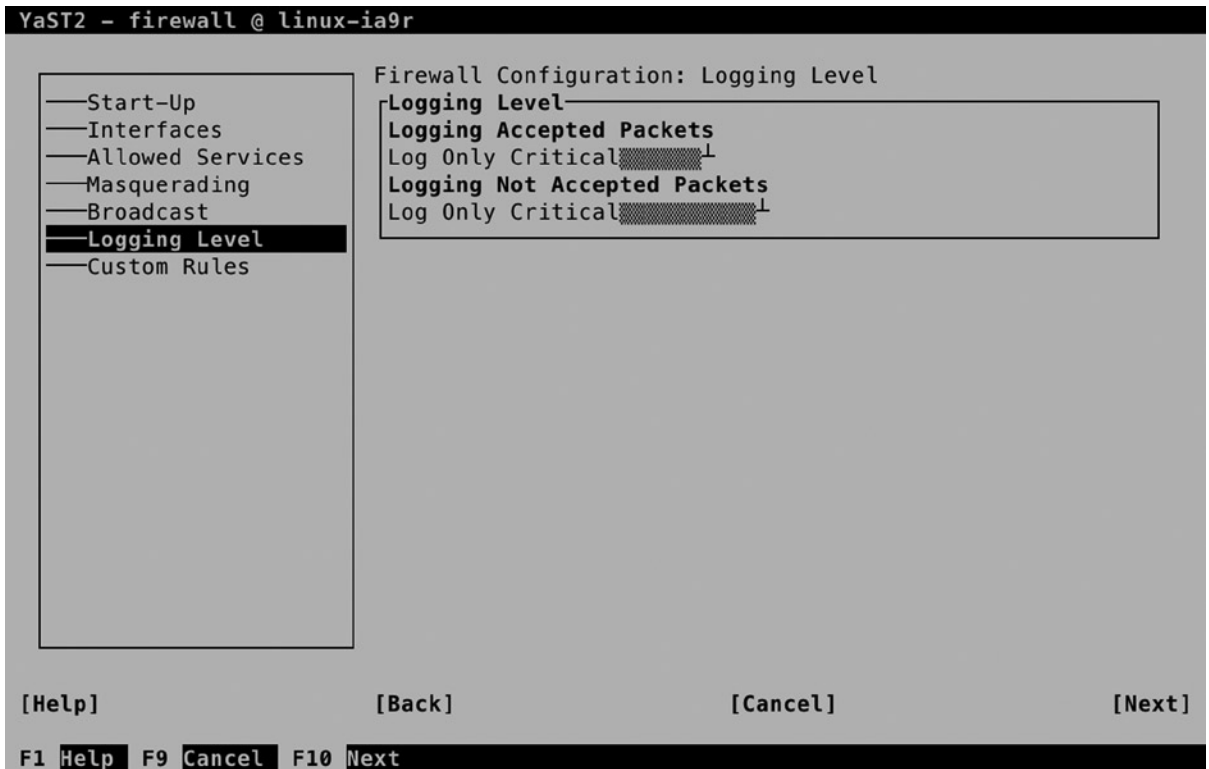 YaST2 – firewall @ linux-ia9r
Start-Up
Interfaces
Allowed Services
Masquerading
Broadcast
Logging Level
Custom Rules
Firewall Configuration: Logging Level
Logging Level
Logging Accepted Packets
Log Only Critical
Logging Not Accepted Packets
Log Only Critical
[Help] [Back] [Cancel] [Next]
F1 Help F9 Cancel F10 Next